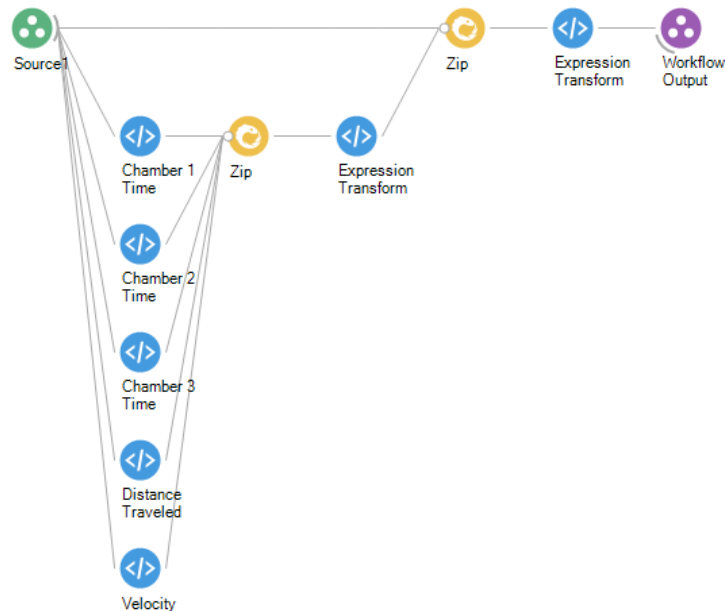 Source1
Zip
Expression
Transform
Workflow
Output
Chamber 1
Time
Zip
Expression
Transform
Chamber 2
Time
Chamber 3
Time
Distance
Traveled
Velocity